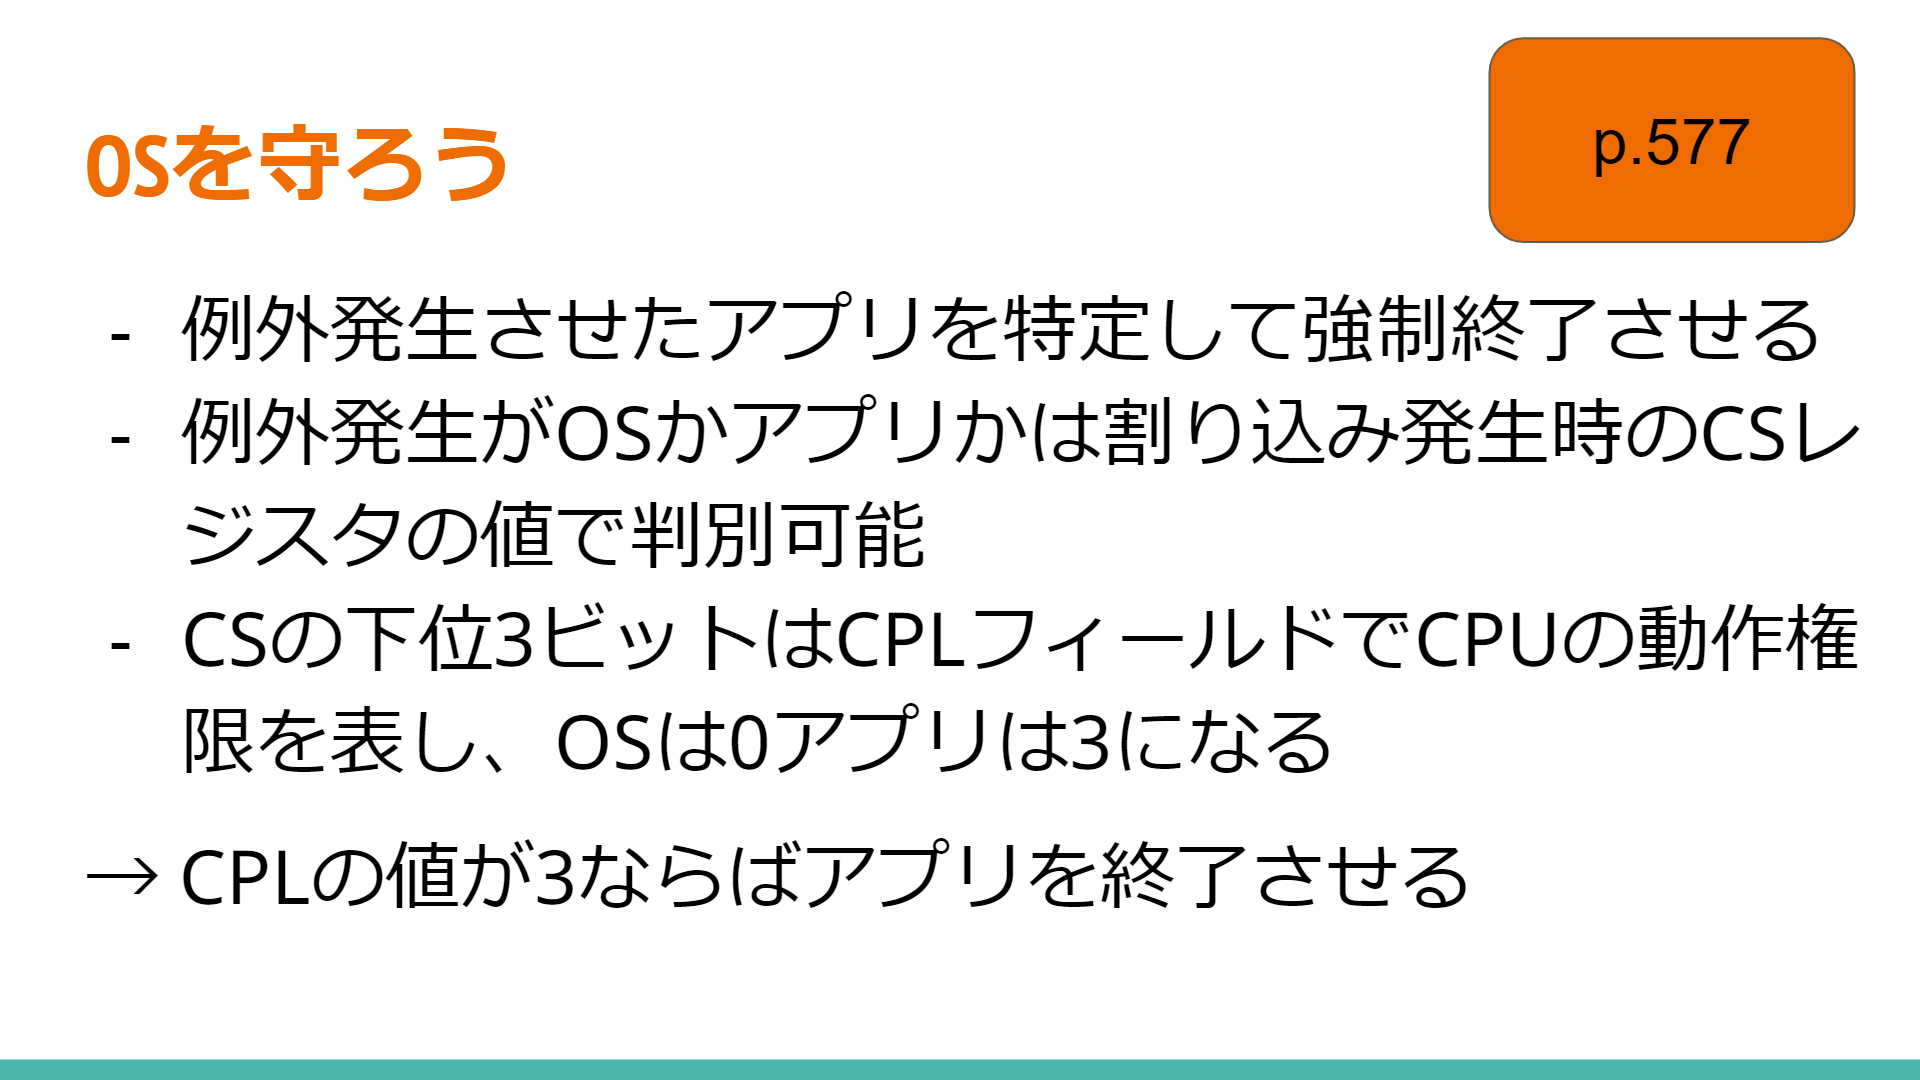 OSを守ろう
p.577
- 例外発生させたアプリを特定して強制終了させる
- 例外発生がOSかアプリかは割り込み発生時のCSレ
ジスタの値で判別可能
- CSの下位3ビットはCPLフィールドでCPUの動作権
限を表し、OSは0アプリは3になる
→ CPLの値が3ならばアプリを終了させる